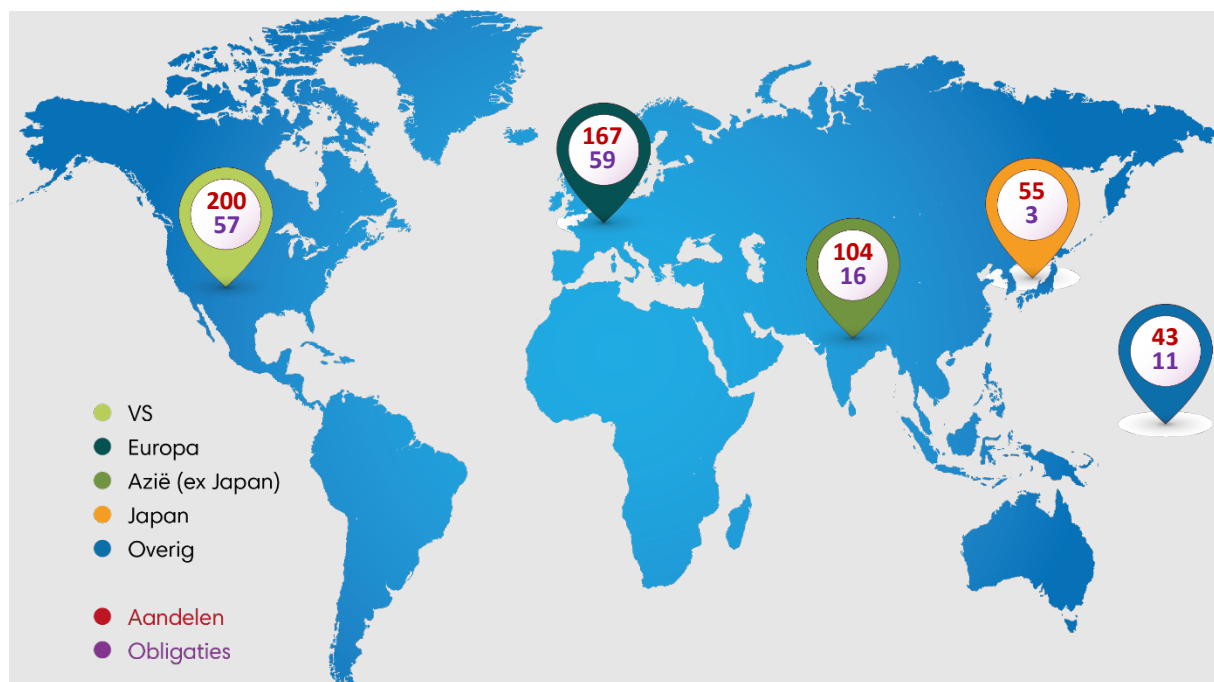 167
59
200
57
55
3
104
16
43
11
VS
Europa
Azië (ex Japan)
Japan
Overig
Aandelen
Obligaties